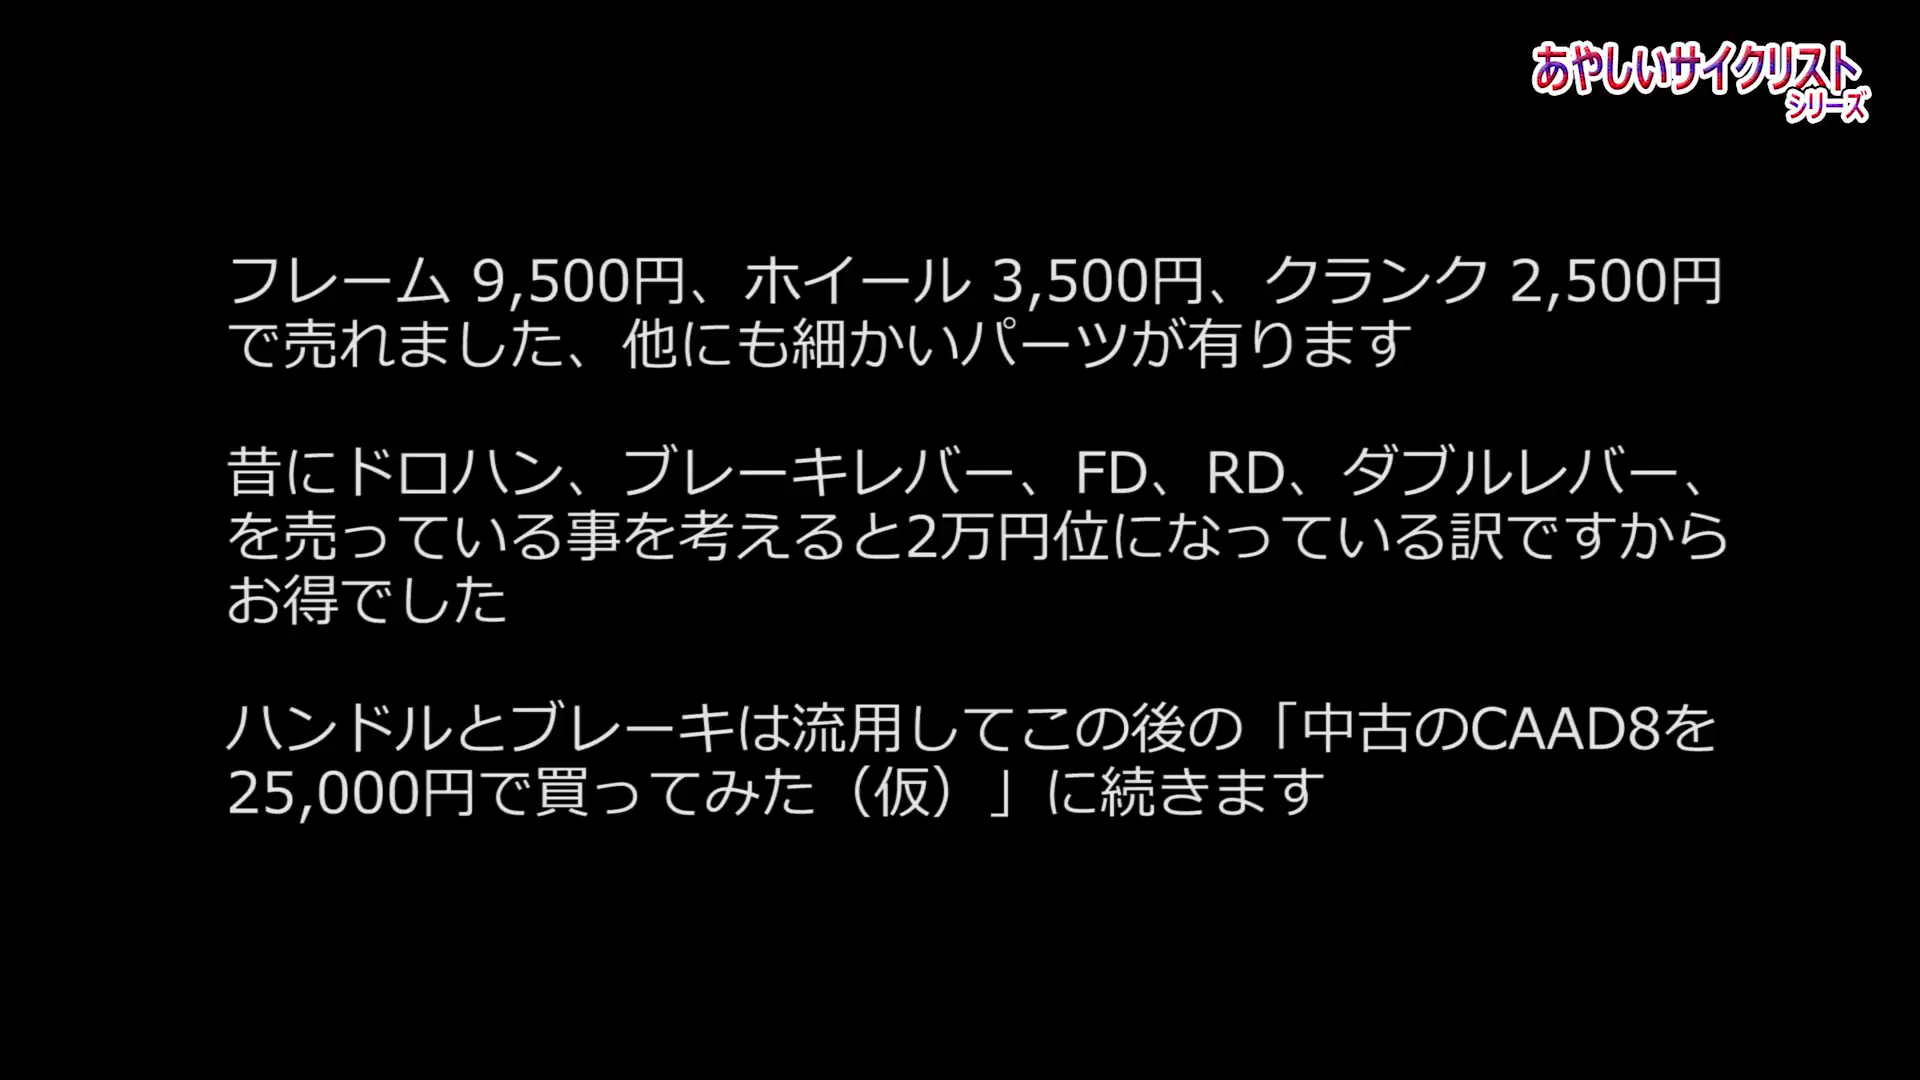 あやしいサイクリスト
シリーズ
フレーム 9,500円、ホイール 3,500円、クランク 2,500円
で売れました、他にも細かいパーツが有ります
昔にドロハン、ブレーキレバー、FD、RD、ダブルレバー、
を売っている事を考えると2万円位になっている訳ですから
お得でした
ハンドルとブレーキは流用してこの後の「中古のCAAD8を
25,000円で買ってみた（仮）」に続きます